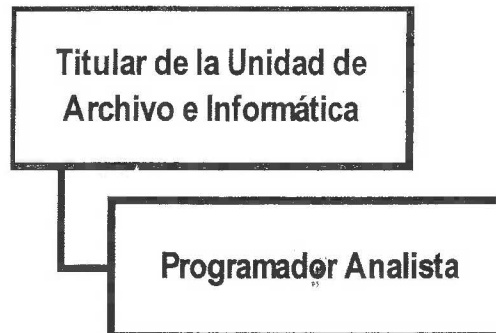 Titular de la Unidad de
Archivo e Informática
Programador Analista